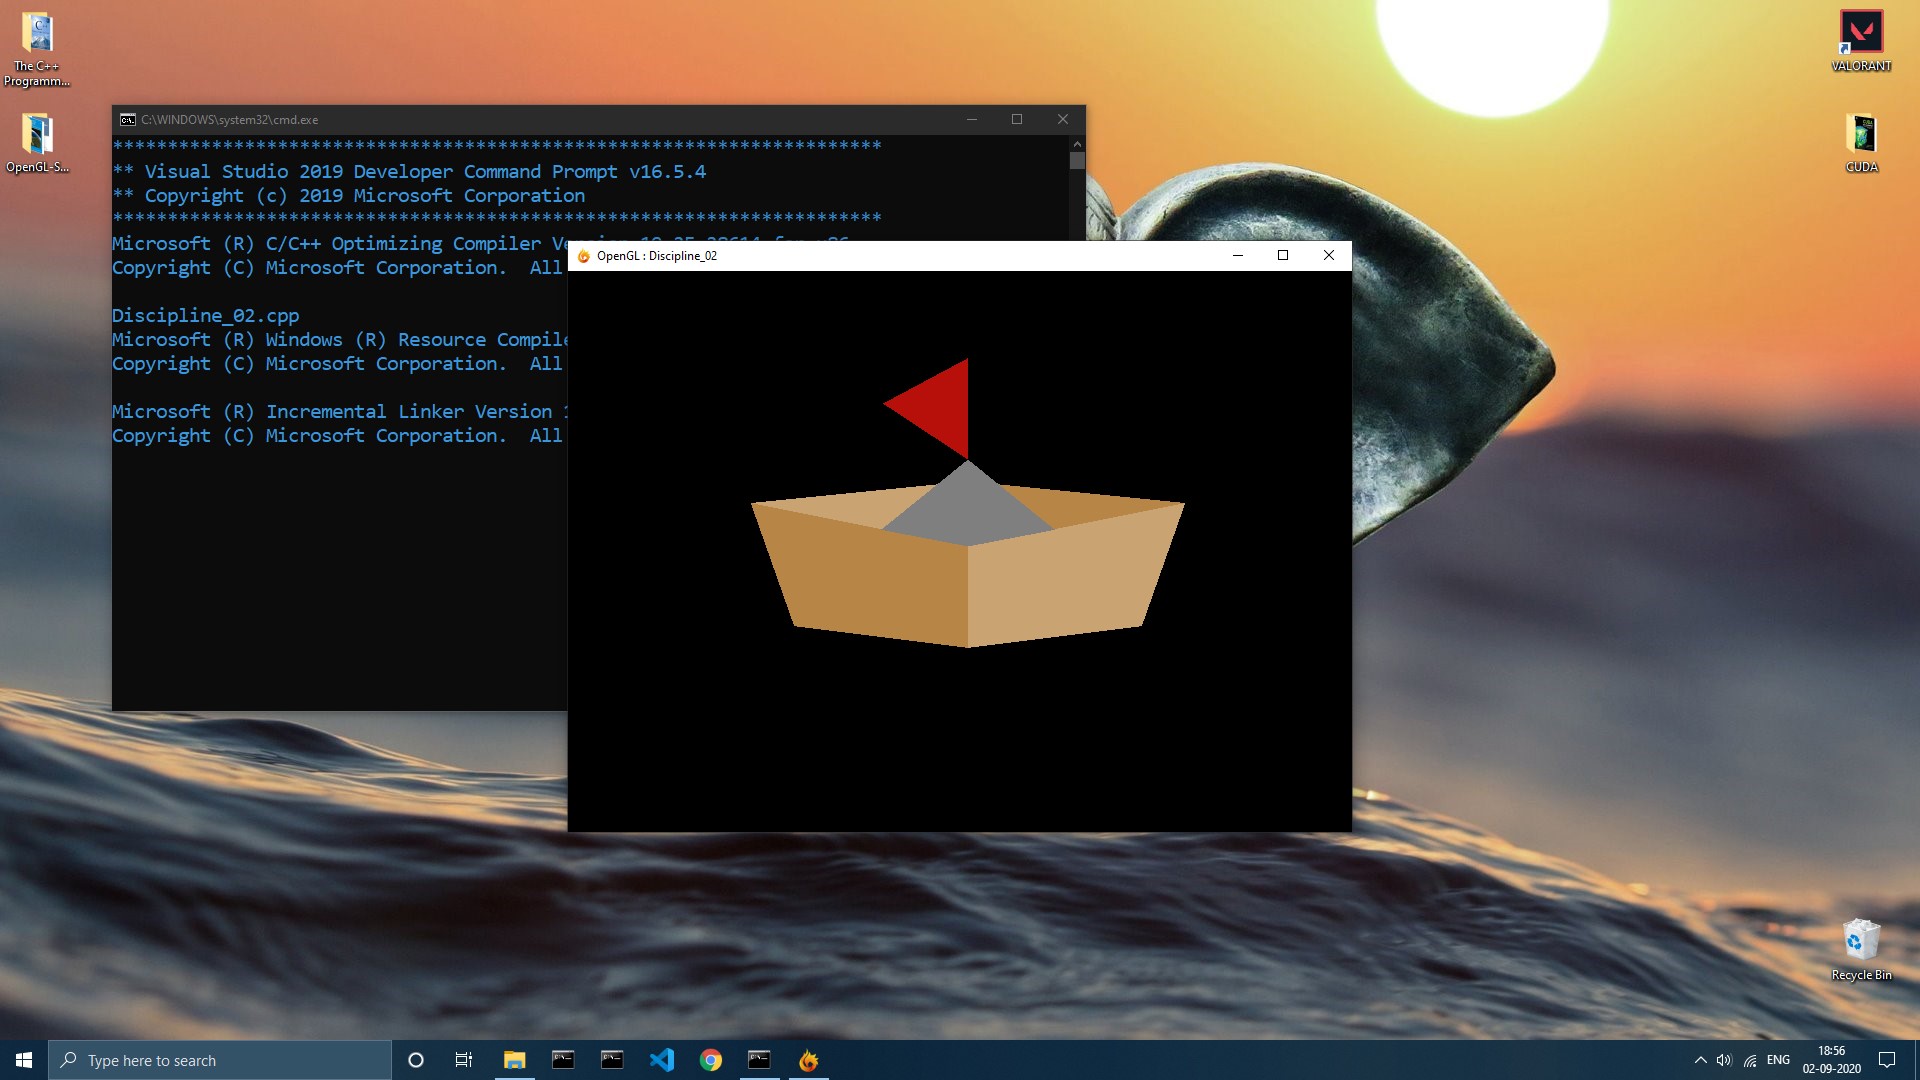 The C++
Programm...
OpenGL-S...
VALORANT
CUDA
Recycle Bin
C:\WINDOWS\system32\cmd.exe
**********************************************************************
** Visual Studio 2019 Developer Command Prompt v16.5.4
** Copyright (c) 2019 Microsoft Corporation
**********************************************************************
Microsoft (R) C/C++ Optimizing Compiler
Copyright (C) Microsoft Corporation.  All
Discipline_02.cpp
Microsoft (R) Windows (R) Resource Compile
Copyright (C) Microsoft Corporation.  All
Microsoft (R) Incremental Linker Version
Copyright (C) Microsoft Corporation.  All
OpenGL : Discipline_02
Type here to search
ENG
18:56
02-09-2020